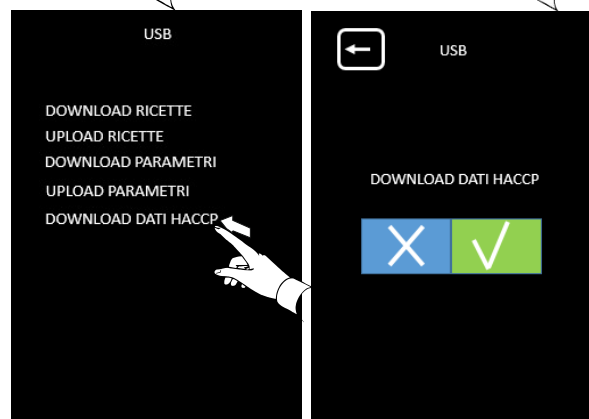 USB
DOWNLOAD RICETTE
UPLOAD RICETTE
DOWNLOAD PARAMETRI
UPLOAD PARAMETRI
DOWNLOAD DATI HACCP
USB
DOWNLOAD DATI HACCP